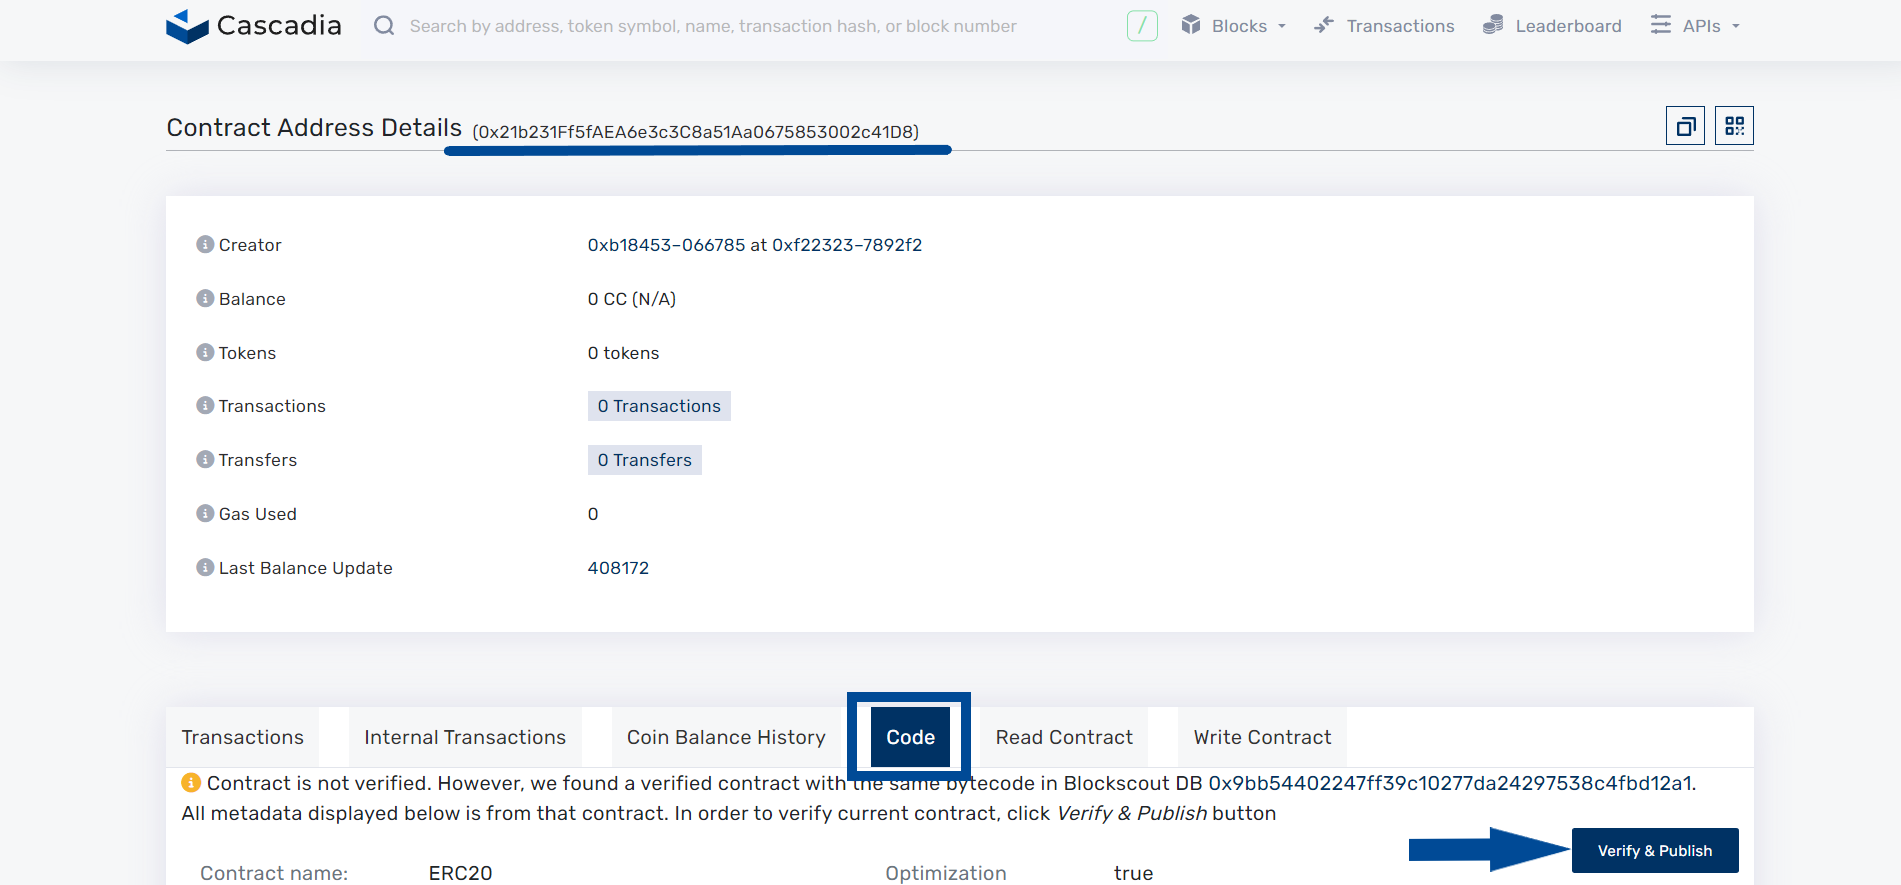 Cascadia
Search by address, token symbol, name, transaction hash, or block number
/
Blocks
Transactions
Leaderboard
APIs
Contract Address Details (0x21b231Ff5fAEA6e3c3C8a51Aa0675853002c41D8)
Creator 0xb18453-066785 at 0xf22323-7892f2
Balance 0 CC (N/A)
Tokens 0 tokens
Transactions 0 Transactions
Transfers 0 Transfers
Gas Used 0
Last Balance Update 408172
Transactions Internal Transactions Coin Balance History Code Read Contract Write Contract
Contract is not verified. However, we found a verified contract with the same bytecode in Blockscout DB 0x9bb54402247ff39c10277da24297538c4fbd12a1.
All metadata displayed below is from that contract. In order to verify current contract, click Verify & Publish button
Verify & Publish
Contract name: ERC20 Optimization true